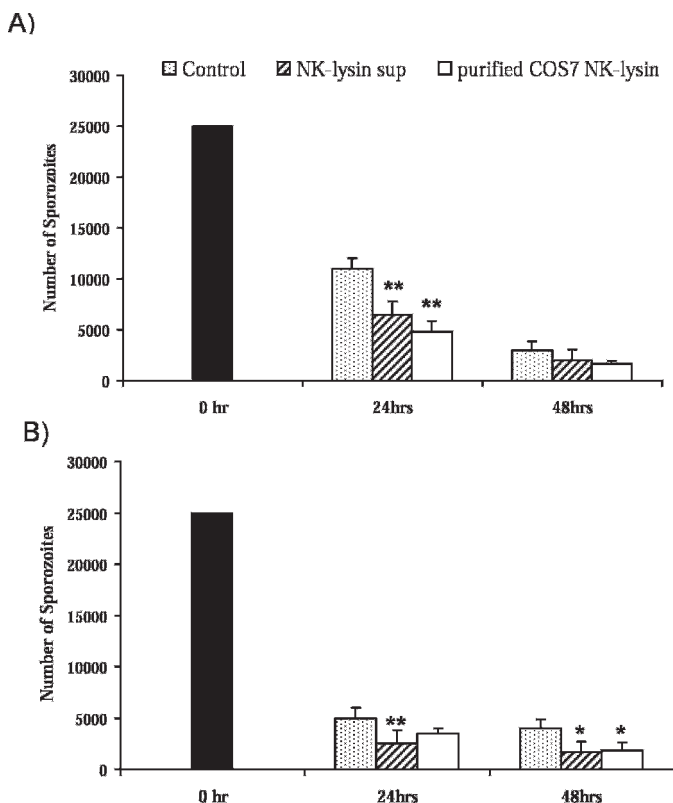 A)
Control NK-lysin sup purified COS7 NK-lysin
Number of Sporozoites
30000
25000
20000
15000
10000
5000
0
** **
0 hr 24hrs 48hrs
B)
Number of Sporozoites
30000
25000
20000
15000
10000
5000
0
** * *
0 hr 24hrs 48hrs